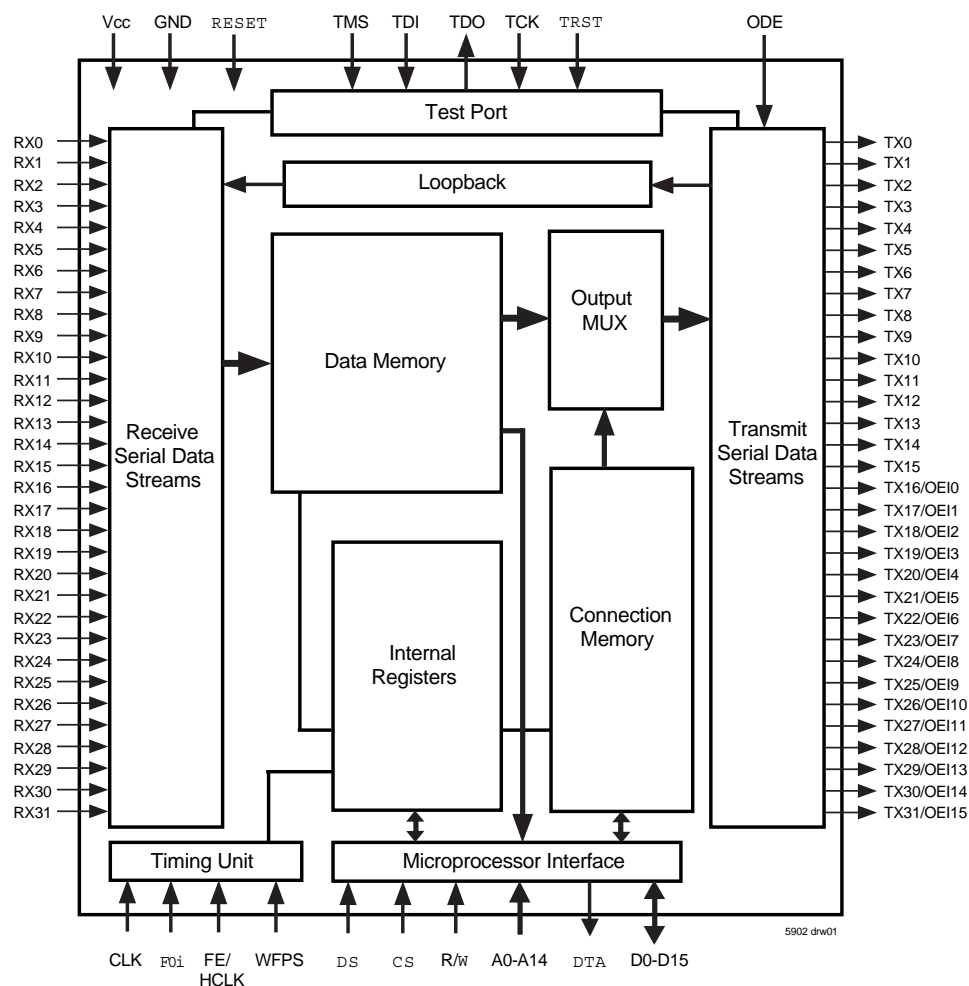 Vcc GND RESET TMS TDI TDO TCK TRST ODE
Test Port
Loopback
RX0
RX1
RX2
RX3
RX4
RX5
RX6
RX7
RX8
RX9
RX10
RX11
RX12
RX13
RX14
RX15
RX16
RX17
RX18
RX19
RX20
RX21
RX22
RX23
RX24
RX25
RX26
RX27
RX28
RX29
RX30
RX31
Receive
Serial Data
Streams
Data Memory
Output
MUX
Internal
Registers
Connection
Memory
Transmit
Serial Data
Streams
TX0
TX1
TX2
TX3
TX4
TX5
TX6
TX7
TX8
TX9
TX10
TX11
TX12
TX13
TX14
TX15
TX16/OEI0
TX17/OEI1
TX18/OEI2
TX19/OEI3
TX20/OEI4
TX21/OEI5
TX22/OEI6
TX23/OEI7
TX24/OEI8
TX25/OEI9
TX26/OEI10
TX27/OEI11
TX28/OEI12
TX29/OEI13
TX30/OEI14
TX31/OEI15
Timing Unit
Microprocessor Interface
5902 drw01
CLK F0i FE/ WFPS DS CS R/W A0-A14 DTA D0-D15
HCLK